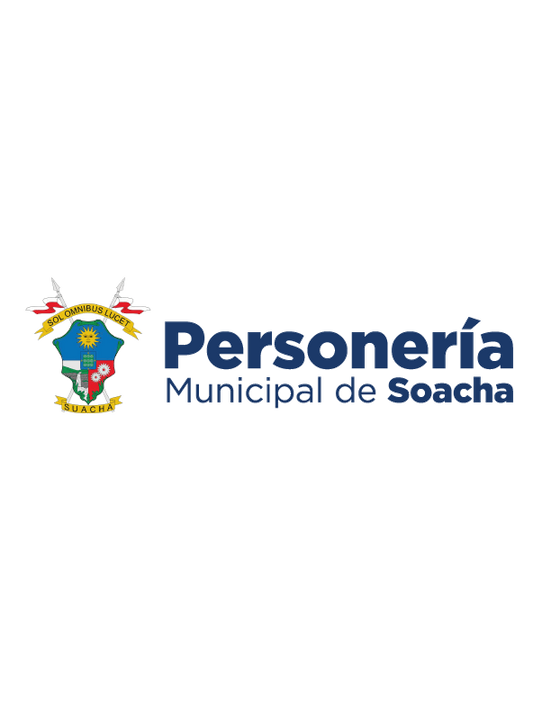 SOL OMNIBUS LUCET
SUACHA
Personería
Municipal de Soacha